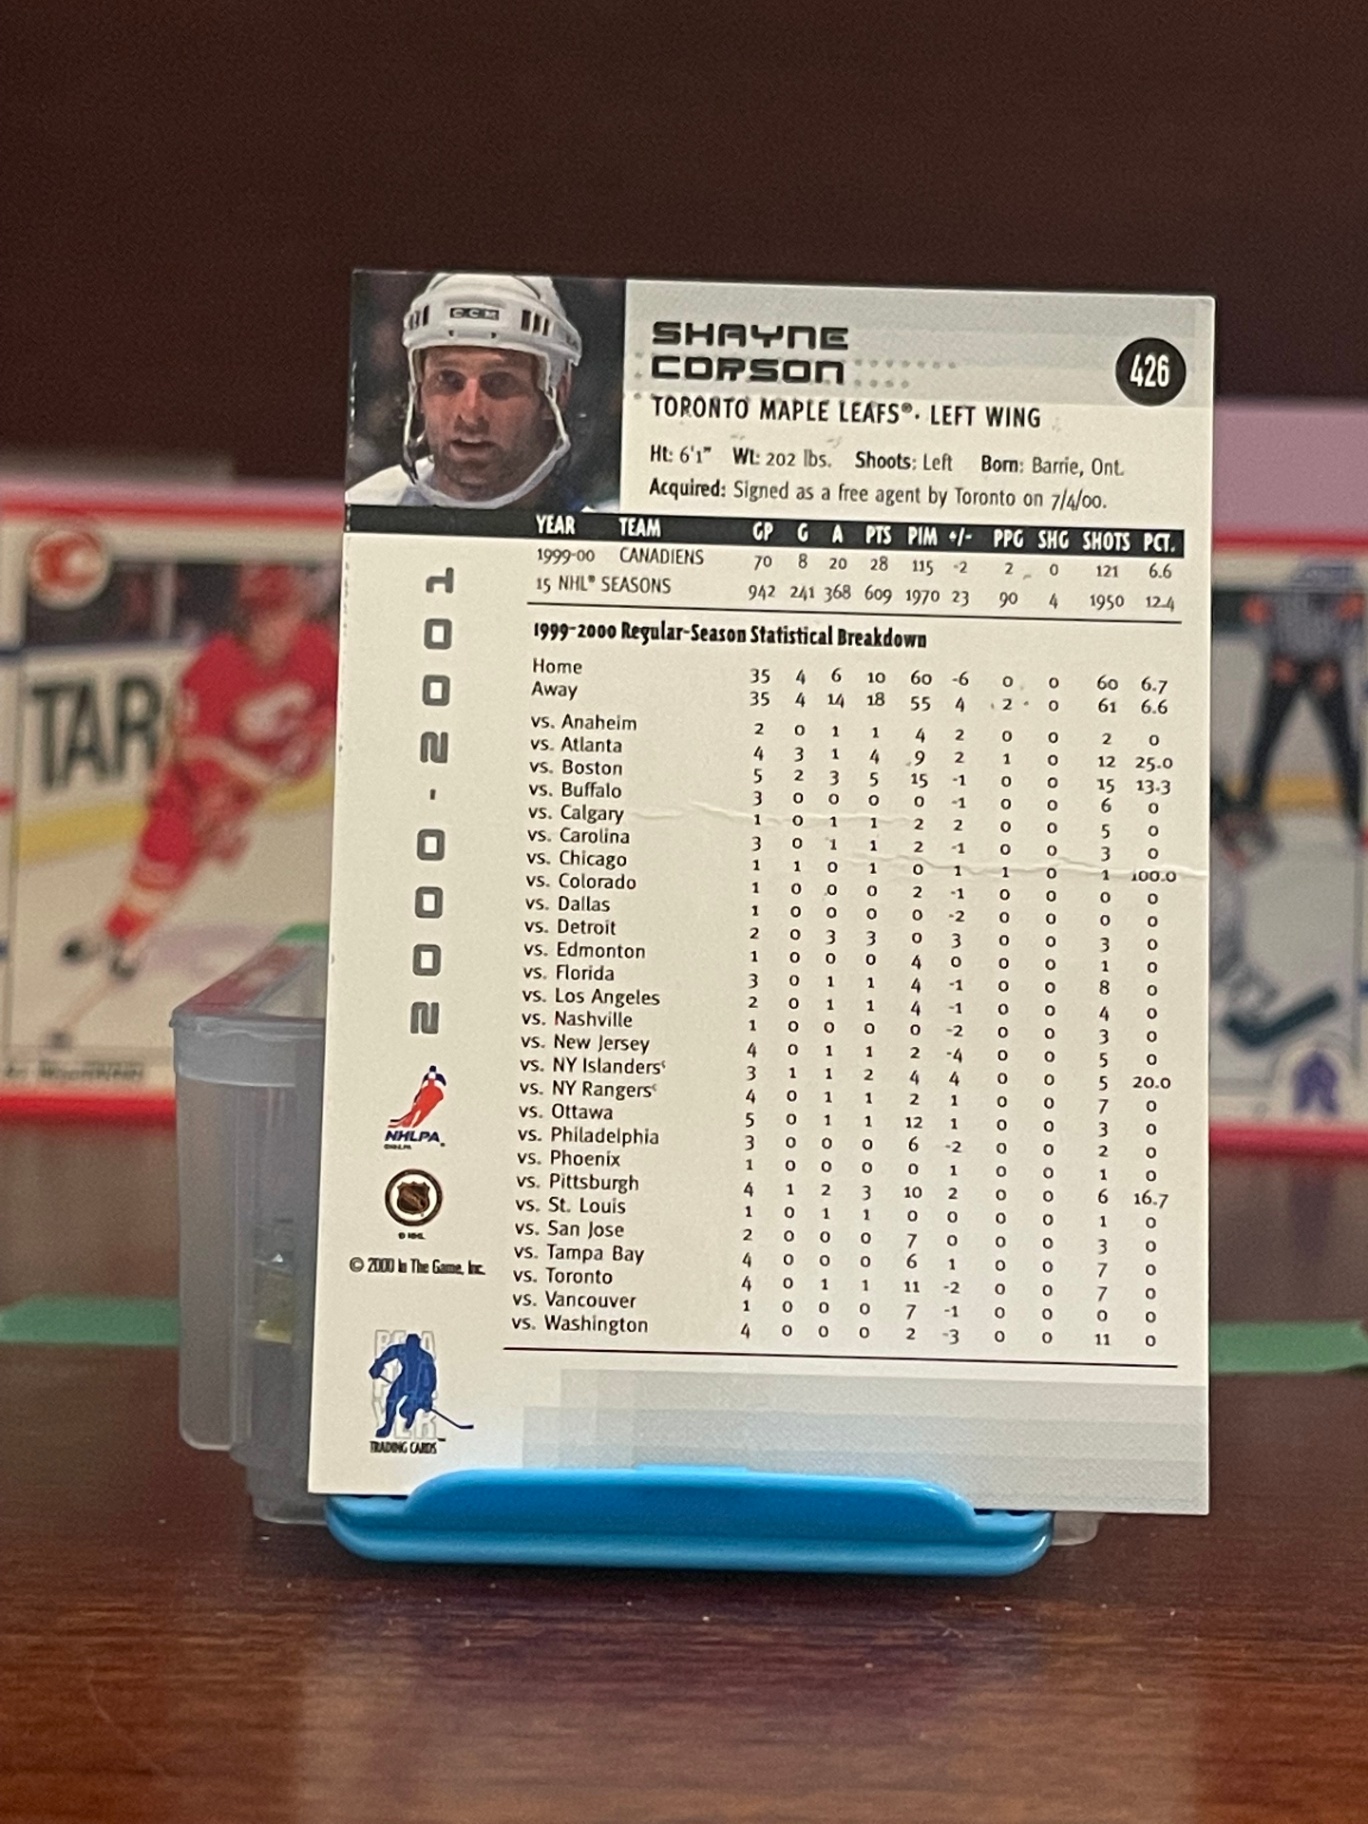 CCM
SHAYNE
CORSON
426
TORONTO MAPLE LEAFS®· LEFT WING
Ht: 6'1" Wt: 202 lbs. Shoots: Left Born: Barrie, Ont.
Acquired: Signed as a free agent by Toronto on 7/4/00.
YEAR TEAM GP G A PTS PIM +/- PPG SHG SHOTS PCT.
1999-00 CANADIENS 70 8 20 28 115 -2 2 0 121 6.6
15 NHL® SEASONS 942 241 368 609 1970 23 90 4 1950 12.4
1999-2000 Regular-Season Statistical Breakdown
Home 35 4 6 10 60 -6 0 0 60 6.7
Away 35 4 14 18 55 4 2 0 61 6.6
vs. Anaheim 2 0 1 1 4 2 0 0 2 0
vs. Atlanta 4 3 1 4 9 2 1 0 12 25.0
vs. Boston 5 2 3 5 15 -1 0 0 15 13.3
vs. Buffalo 3 0 0 0 0 -1 0 0 6 0
vs. Calgary 1 0 1 1 2 2 0 0 5 0
vs. Carolina 3 0 1 1 2 -1 0 0 3 0
vs. Chicago 1 1 0 1 0 1 1 0 1 100.0
vs. Colorado 1 0 0 0 2 -1 0 0 0 0
vs. Dallas 1 0 0 0 0 -2 0 0 0 0
vs. Detroit 2 0 3 3 0 3 0 0 3 0
vs. Edmonton 1 0 0 0 4 0 0 0 1 0
vs. Florida 3 0 1 1 4 -1 0 0 8 0
vs. Los Angeles 2 0 1 1 4 -1 0 0 4 0
vs. Nashville 1 0 0 0 0 -2 0 0 3 0
vs. New Jersey 4 0 1 1 2 -4 0 0 5 0
vs. NY Islanders 3 1 1 2 4 4 0 0 5 20.0
vs. NY Rangers 4 0 1 1 2 1 0 0 7 0
vs. Ottawa 5 0 1 1 12 1 0 0 3 0
vs. Philadelphia 3 0 0 0 6 -2 0 0 2 0
vs. Phoenix 1 0 0 0 0 1 0 0 1 0
vs. Pittsburgh 4 1 2 3 10 2 0 0 6 16.7
vs. St. Louis 1 0 1 1 0 0 0 0 1 0
vs. San Jose 2 0 0 0 7 0 0 0 3 0
vs. Tampa Bay 4 0 0 0 6 1 0 0 7 0
vs. Toronto 4 0 1 1 11 -2 0 0 7 0
vs. Vancouver 1 0 0 0 7 -1 0 0 0 0
vs. Washington 4 0 0 0 2 -3 0 0 11 0
2000-2001
NHLPA
© NHL
© 2000 In The Game, Inc.
BE A
PLAYER
TRADING CARDS™
TAR